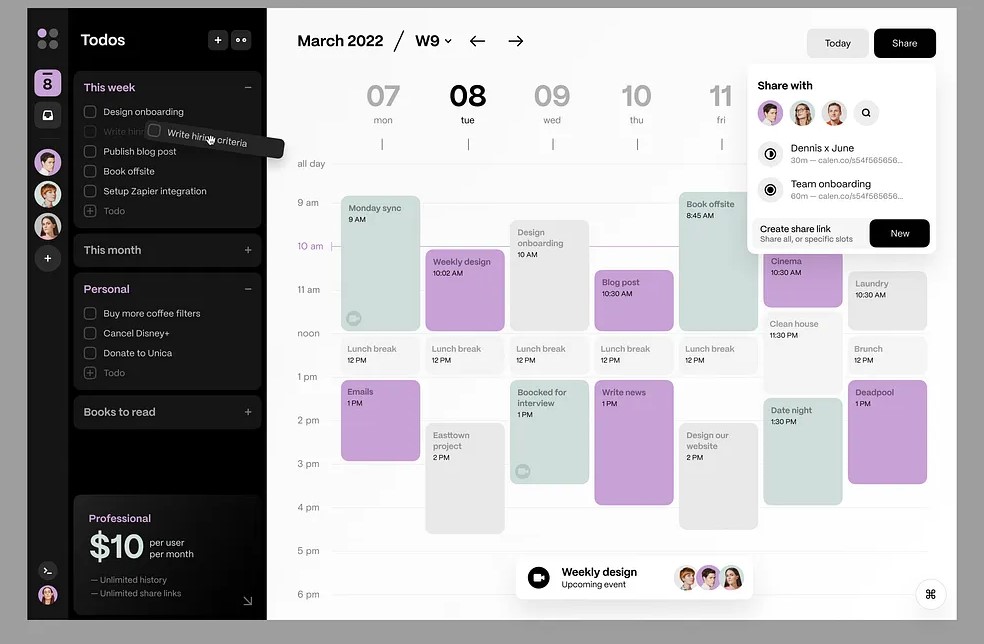 8
Todos
This week
Design onboarding
Write hiring criteria
Publish blog post
Book offsite
Setup Zapier integration
Todo
This month
Personal
Buy more coffee filters
Cancel Disney+
Donate to Unica
Todo
Books to read
Professional
$10 per user
per month
— Unlimited history
— Unlimited share links
March 2022 / W9
Today
Share
07
mon
08
tue
09
wed
10
thu
11
fri
all day
9 am
10 am
11 am
noon
1 pm
2 pm
3 pm
4 pm
5 pm
6 pm
Monday sync
9 AM
Lunch break
12 PM
Emails
1 PM
Weekly design
10:02 AM
Lunch break
12 PM
Easttown
project
2 PM
Design
onboarding
10 AM
Lunch break
12 PM
Boocked for
interview
1 PM
Blog post
10:30 AM
Lunch break
12 PM
Write news
1 PM
Book offsite
8:45 AM
Lunch break
12 PM
Design our
website
2 PM
Cinema
10:30 AM
Clean house
11:30 PM
Date night
1:30 PM
Laundry
10:30 AM
Brunch
12 PM
Deadpool
1 PM
Share with
Dennis x June
30m — calen.co/s54f565656...
Team onboarding
60m — calen.co/s5465656...
Create share link
Share all, or specific slots
New
Weekly design
Upcoming event